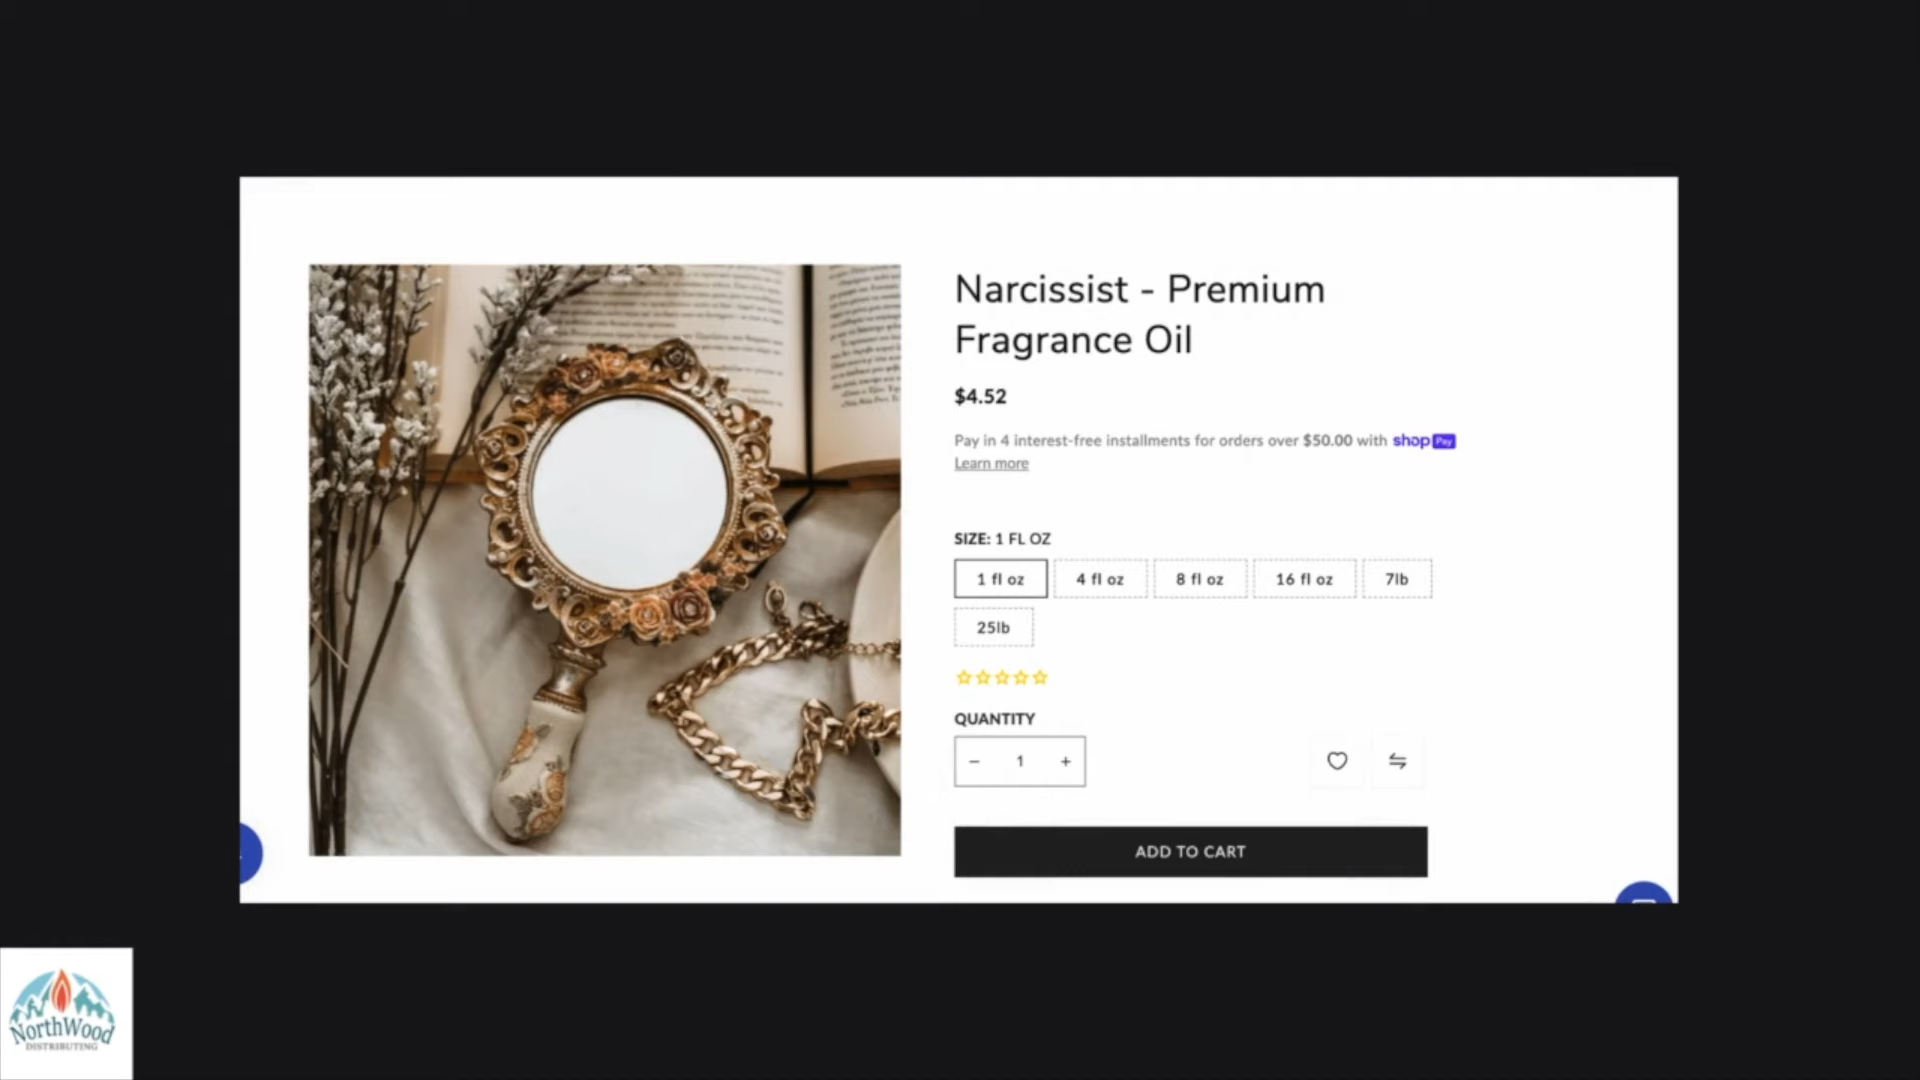 Narcissist - Premium
Fragrance Oil
$4.52
Pay in 4 interest-free installments for orders over $50.00 with shop Pay
Learn more
SIZE: 1 FL OZ
1 fl oz
4 fl oz
8 fl oz
16 fl oz
7lb
25lb
QUANTITY
− 1 +
ADD TO CART
NorthWood
DISTRIBUTING